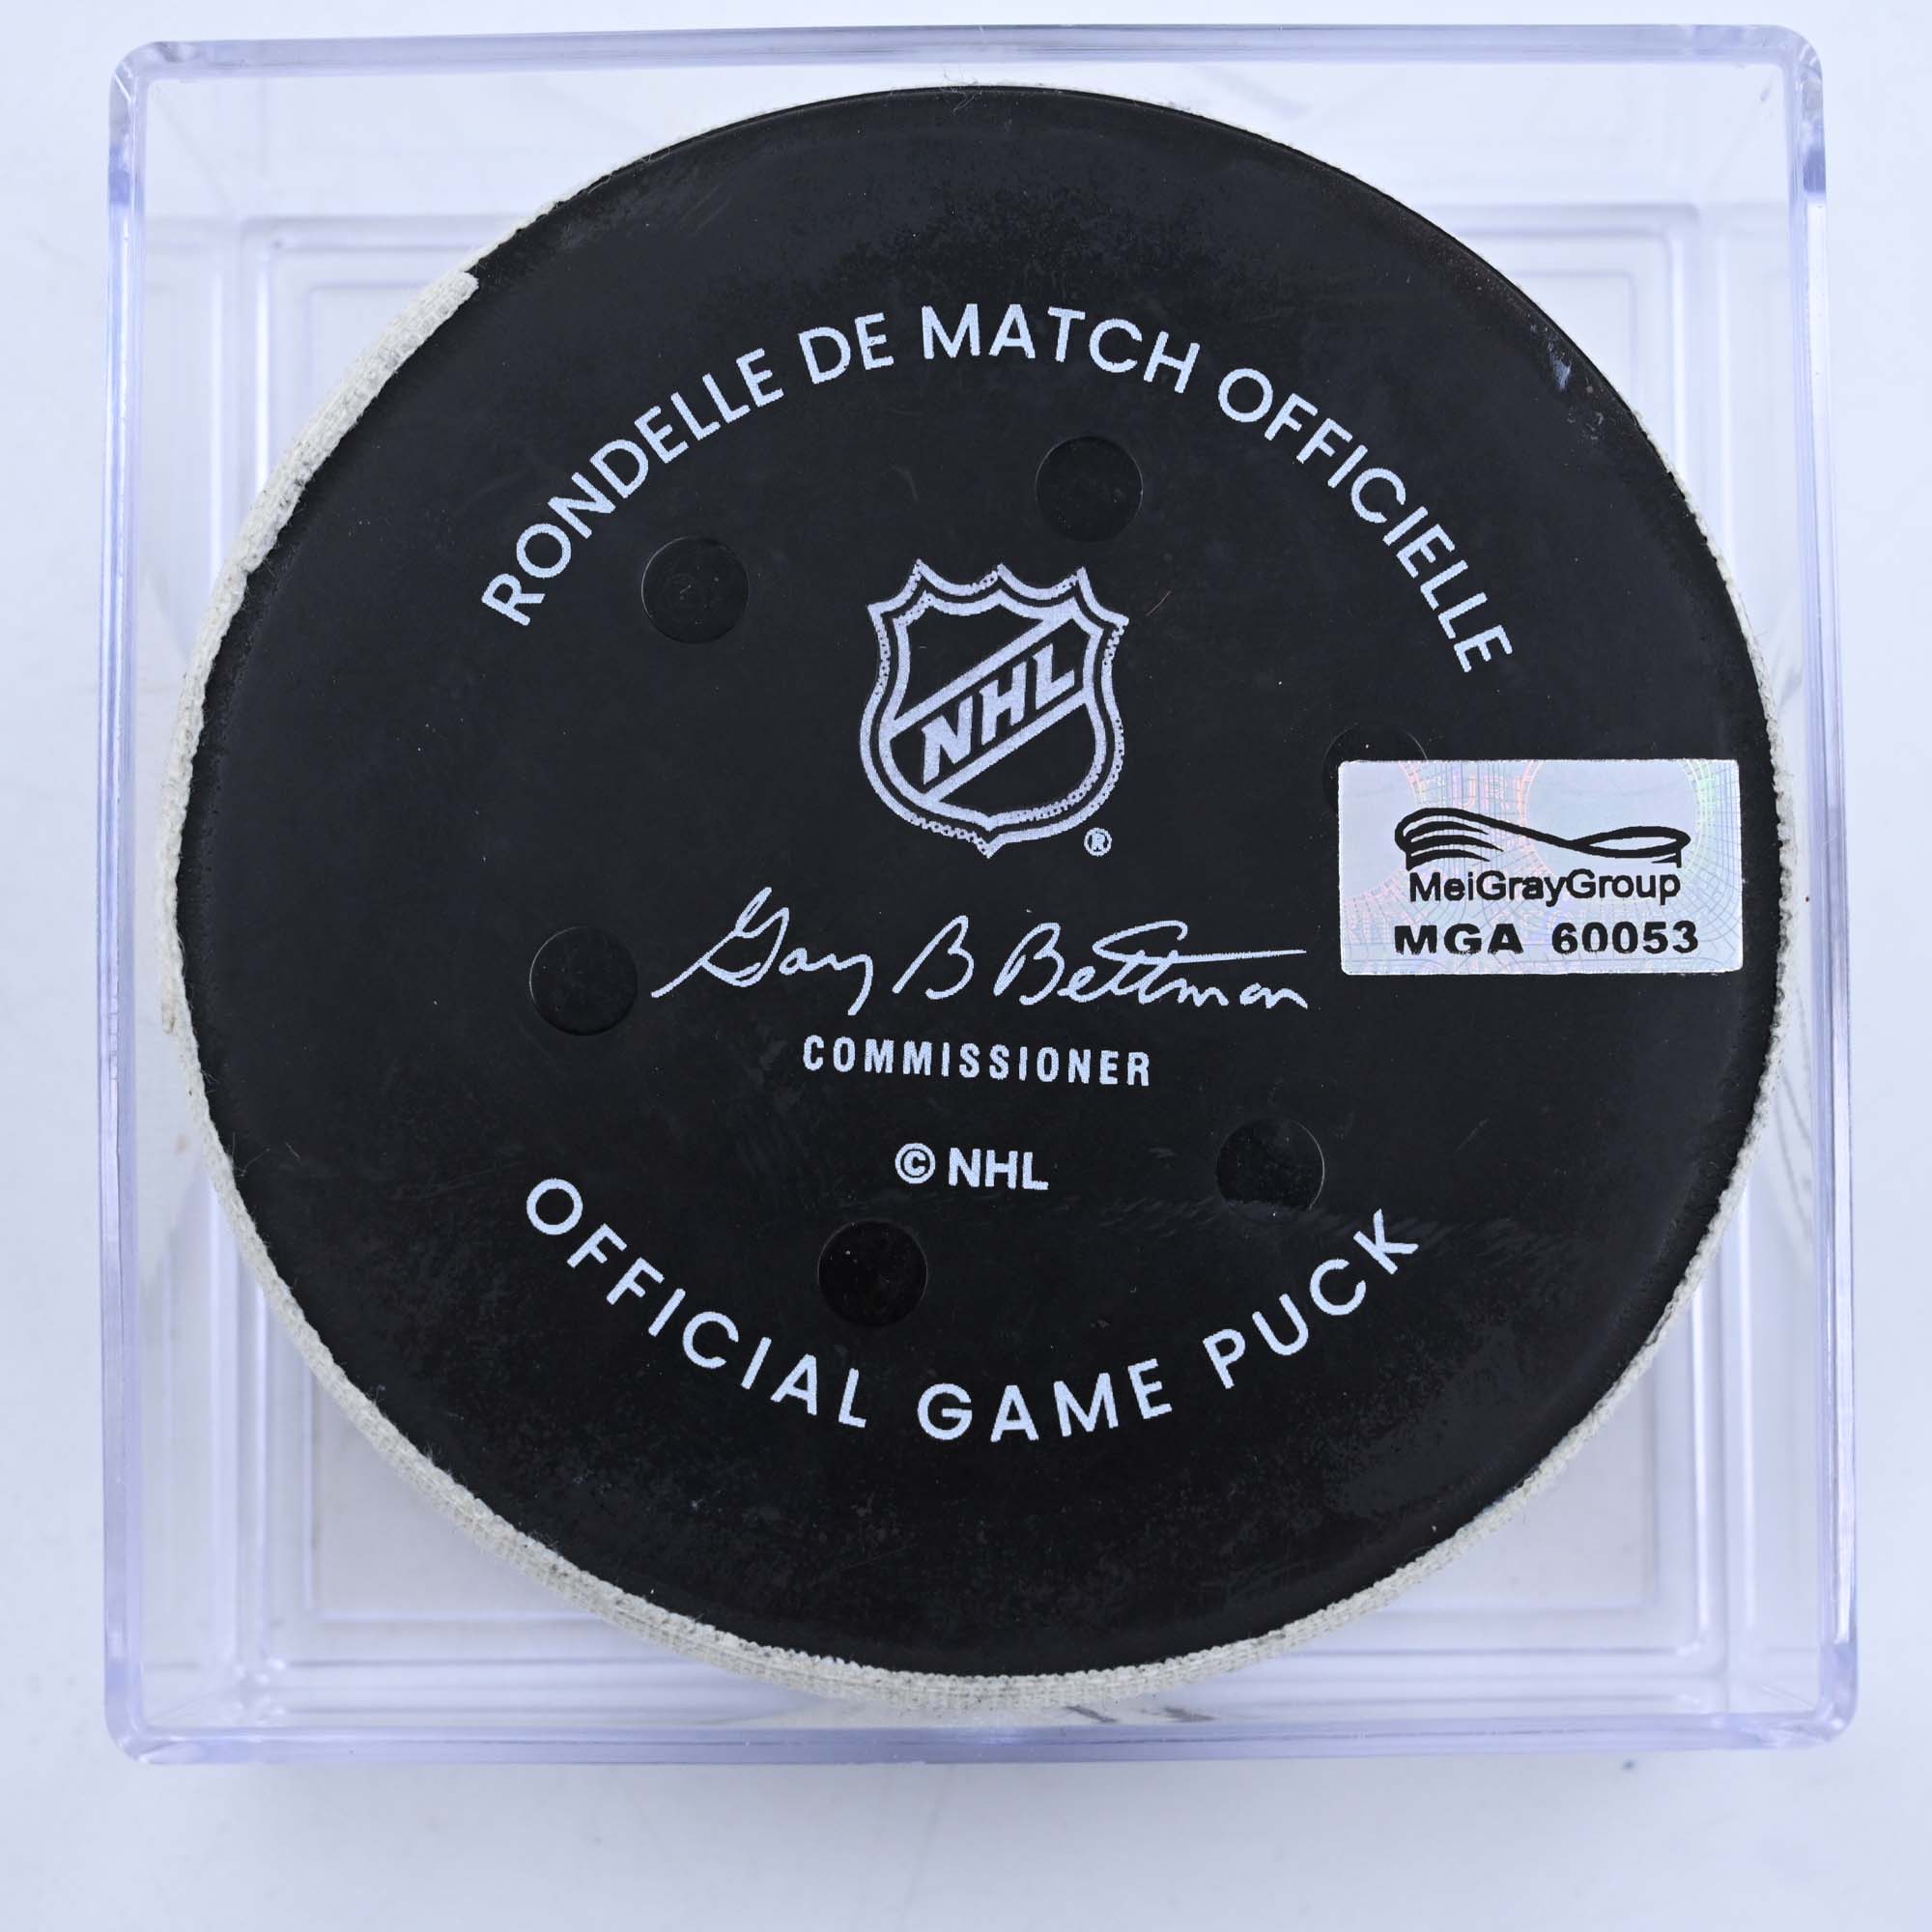 RONDELLE DE MATCH OFFICIELLE
NHL
®
MeiGrayGroup
MGA 60053
Gary B Bettman
COMMISSIONER
© NHL
OFFICIAL GAME PUCK